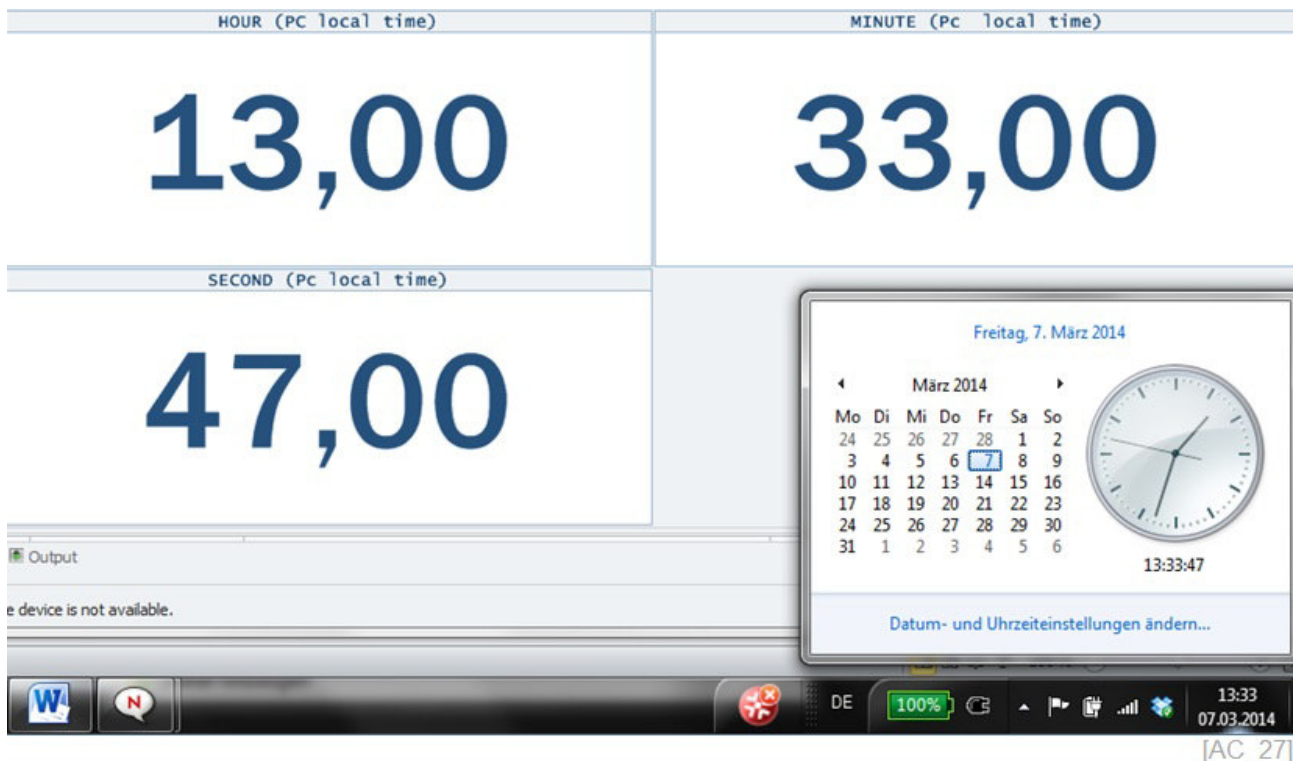 HOUR (PC local time)
MINUTE (Pc local time)
13,00
33,00
SECOND (Pc local time)
47,00
Freitag, 7. März 2014
März 2014
Mo Di Mi Do Fr Sa So
24 25 26 27 28 1 2
3 4 5 6 7 8 9
10 11 12 13 14 15 16
17 18 19 20 21 22 23
24 25 26 27 28 29 30
31 1 2 3 4 5 6
13:33:47
Datum- und Uhrzeiteinstellungen ändern...
Output
e device is not available.
W
N
DE
100%
13:33
07.03.2014
[AC 27]